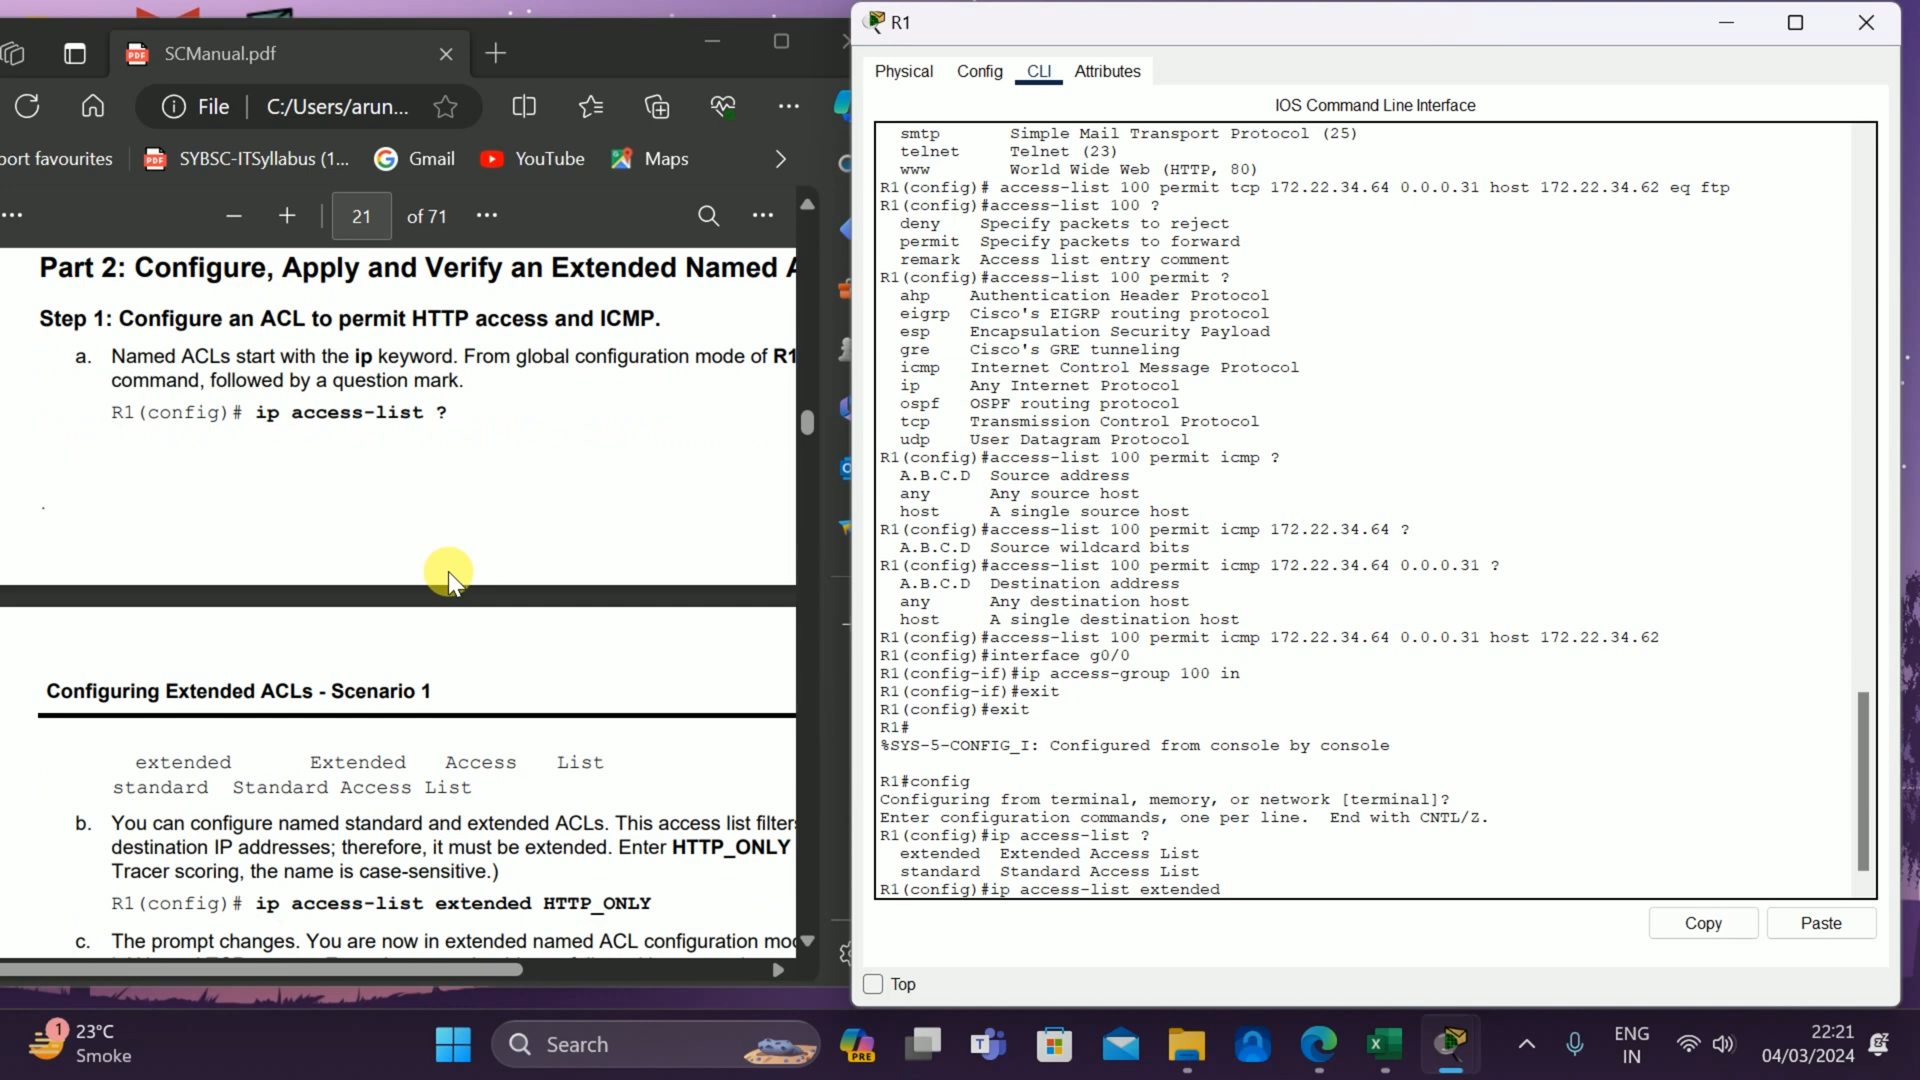 SCManual.pdf
File
C:/Users/arun...
port favourites
SYBSC-ITSyllabus (1...
Gmail
YouTube
Maps
21
of 71
Part 2: Configure, Apply and Verify an Extended Named
Step 1: Configure an ACL to permit HTTP access and ICMP.
a. Named ACLs start with the ip keyword. From global configuration mode of R1
command, followed by a question mark.
R1(config)# ip access-list ?
.
Configuring Extended ACLs - Scenario 1
extended Extended Access List
standard Standard Access List
b. You can configure named standard and extended ACLs. This access list filter
destination IP addresses; therefore, it must be extended. Enter HTTP_ONLY
Tracer scoring, the name is case-sensitive.)
R1(config)# ip access-list extended HTTP_ONLY
c. The prompt changes. You are now in extended named ACL configuration
R1
Physical
Config
CLI
Attributes
IOS Command Line Interface
smtp Simple Mail Transport Protocol (25)
telnet Telnet (23)
www World Wide Web (HTTP, 80)
R1(config)# access-list 100 permit tcp 172.22.34.64 0.0.0.31 host 172.22.34.62 eq ftp
R1(config)#access-list 100 ?
deny Specify packets to reject
permit Specify packets to forward
remark Access list entry comment
R1(config)#access-list 100 permit ?
ahp Authentication Header Protocol
eigrp Cisco's EIGRP routing protocol
esp Encapsulation Security Payload
gre Cisco's GRE tunneling
icmp Internet Control Message Protocol
ip Any Internet Protocol
ospf OSPF routing protocol
tcp Transmission Control Protocol
udp User Datagram Protocol
R1(config)#access-list 100 permit icmp ?
A.B.C.D Source address
any Any source host
host A single source host
R1(config)#access-list 100 permit icmp 172.22.34.64 ?
A.B.C.D Source wildcard bits
R1(config)#access-list 100 permit icmp 172.22.34.64 0.0.0.31 ?
A.B.C.D Destination address
any Any destination host
host A single destination host
R1(config)#access-list 100 permit icmp 172.22.34.64 0.0.0.31 host 172.22.34.62
R1(config)#interface g0/0
R1(config-if)#ip access-group 100 in
R1(config-if)#exit
R1(config)#exit
R1#
%SYS-5-CONFIG_I: Configured from console by console
R1#config
Configuring from terminal, memory, or network [terminal]?
Enter configuration commands, one per line. End with CNTL/Z.
R1(config)#ip access-list ?
extended Extended Access List
standard Standard Access List
R1(config)#ip access-list extended
Copy
Paste
Top
1
23°C
Smoke
Search
PRE
ENG
IN
22:21
04/03/2024